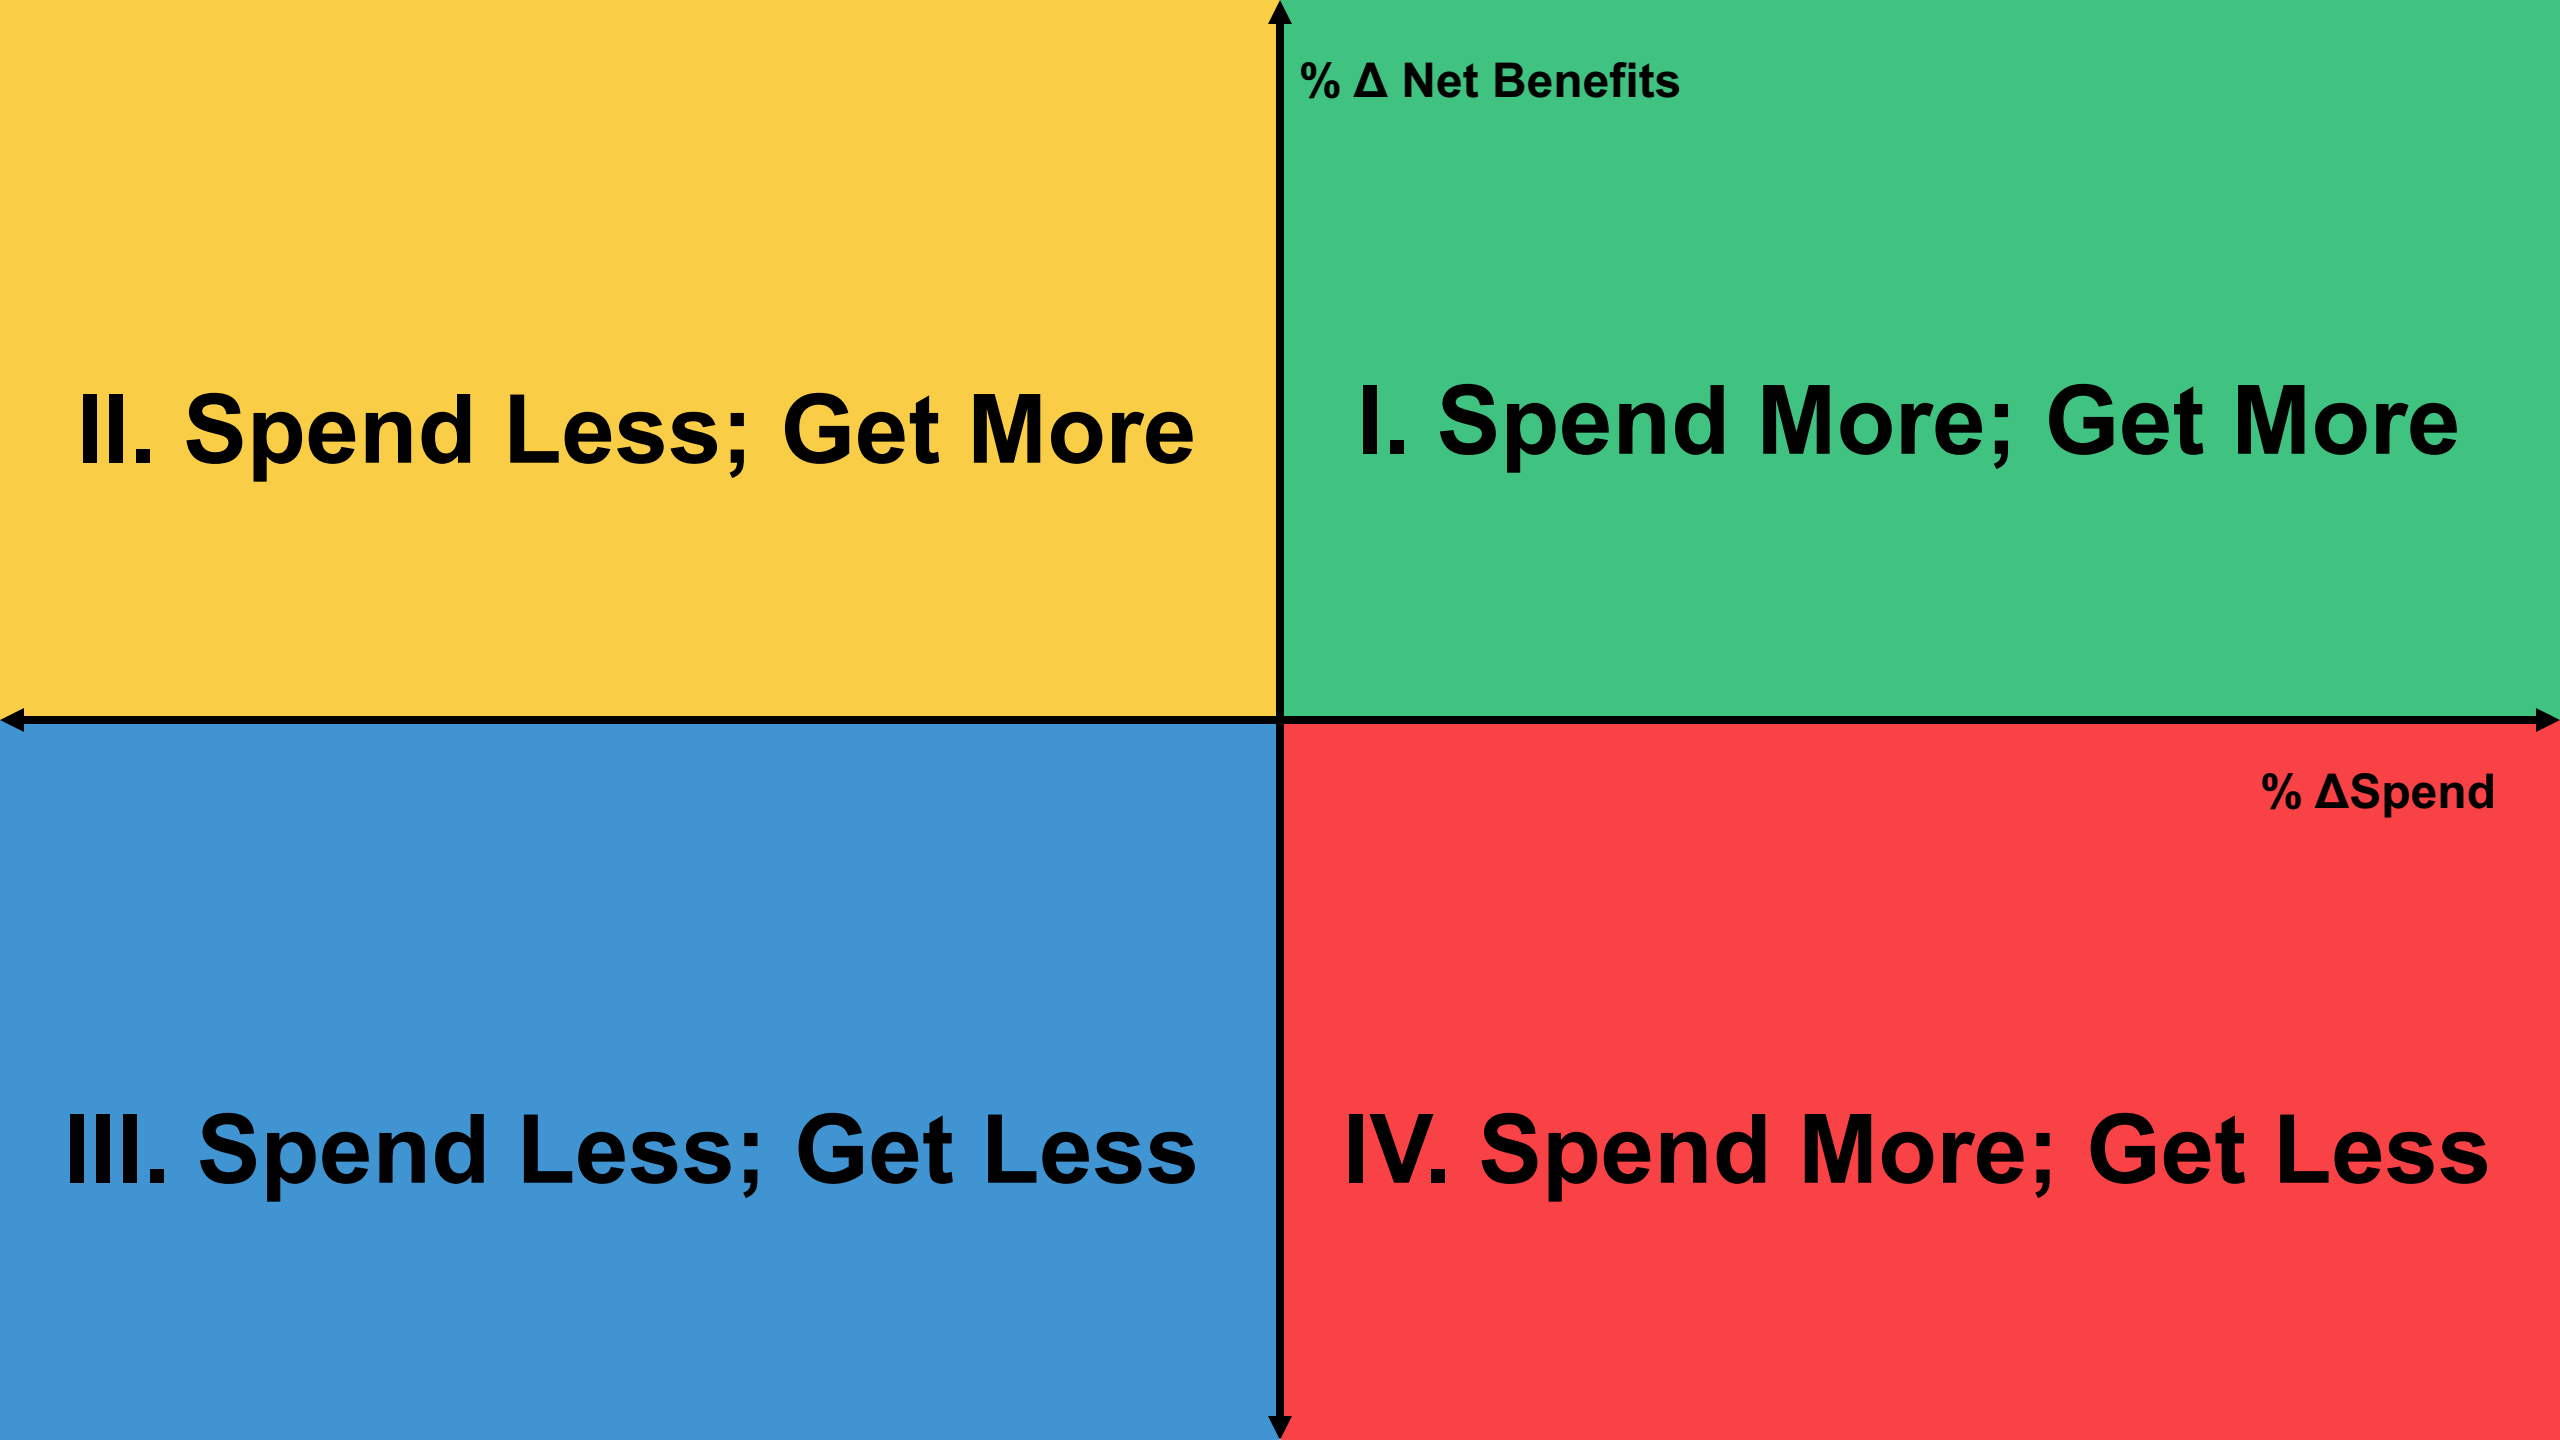 % Δ Net Benefits
II. Spend Less; Get More
I. Spend More; Get More
% ΔSpend
III. Spend Less; Get Less
IV. Spend More; Get Less